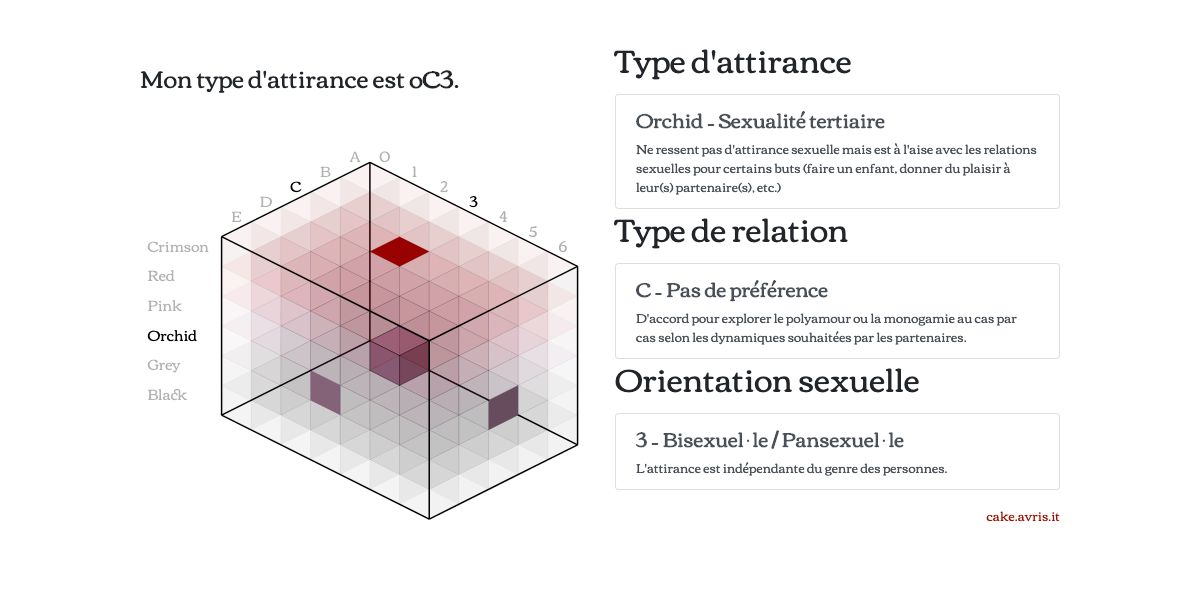 Mon type d'attirance est oC3.
A
O
B
1
C
2
D
3
E
4
5
6
Crimson
Red
Pink
Orchid
Grey
Black
Type d'attirance
Orchid - Sexualité tertiaire
Ne ressent pas d'attirance sexuelle mais est à l'aise avec les relations
sexuelles pour certains buts (faire un enfant, donner du plaisir à
leur(s) partenaire(s), etc.)
Type de relation
C - Pas de préférence
D'accord pour explorer le polyamour ou la monogamie au cas par
cas selon les dynamiques souhaitées par les partenaires.
Orientation sexuelle
3 - Bisexuel·le / Pansexuel·le
L'attirance est indépendante du genre des personnes.
cake.avris.it